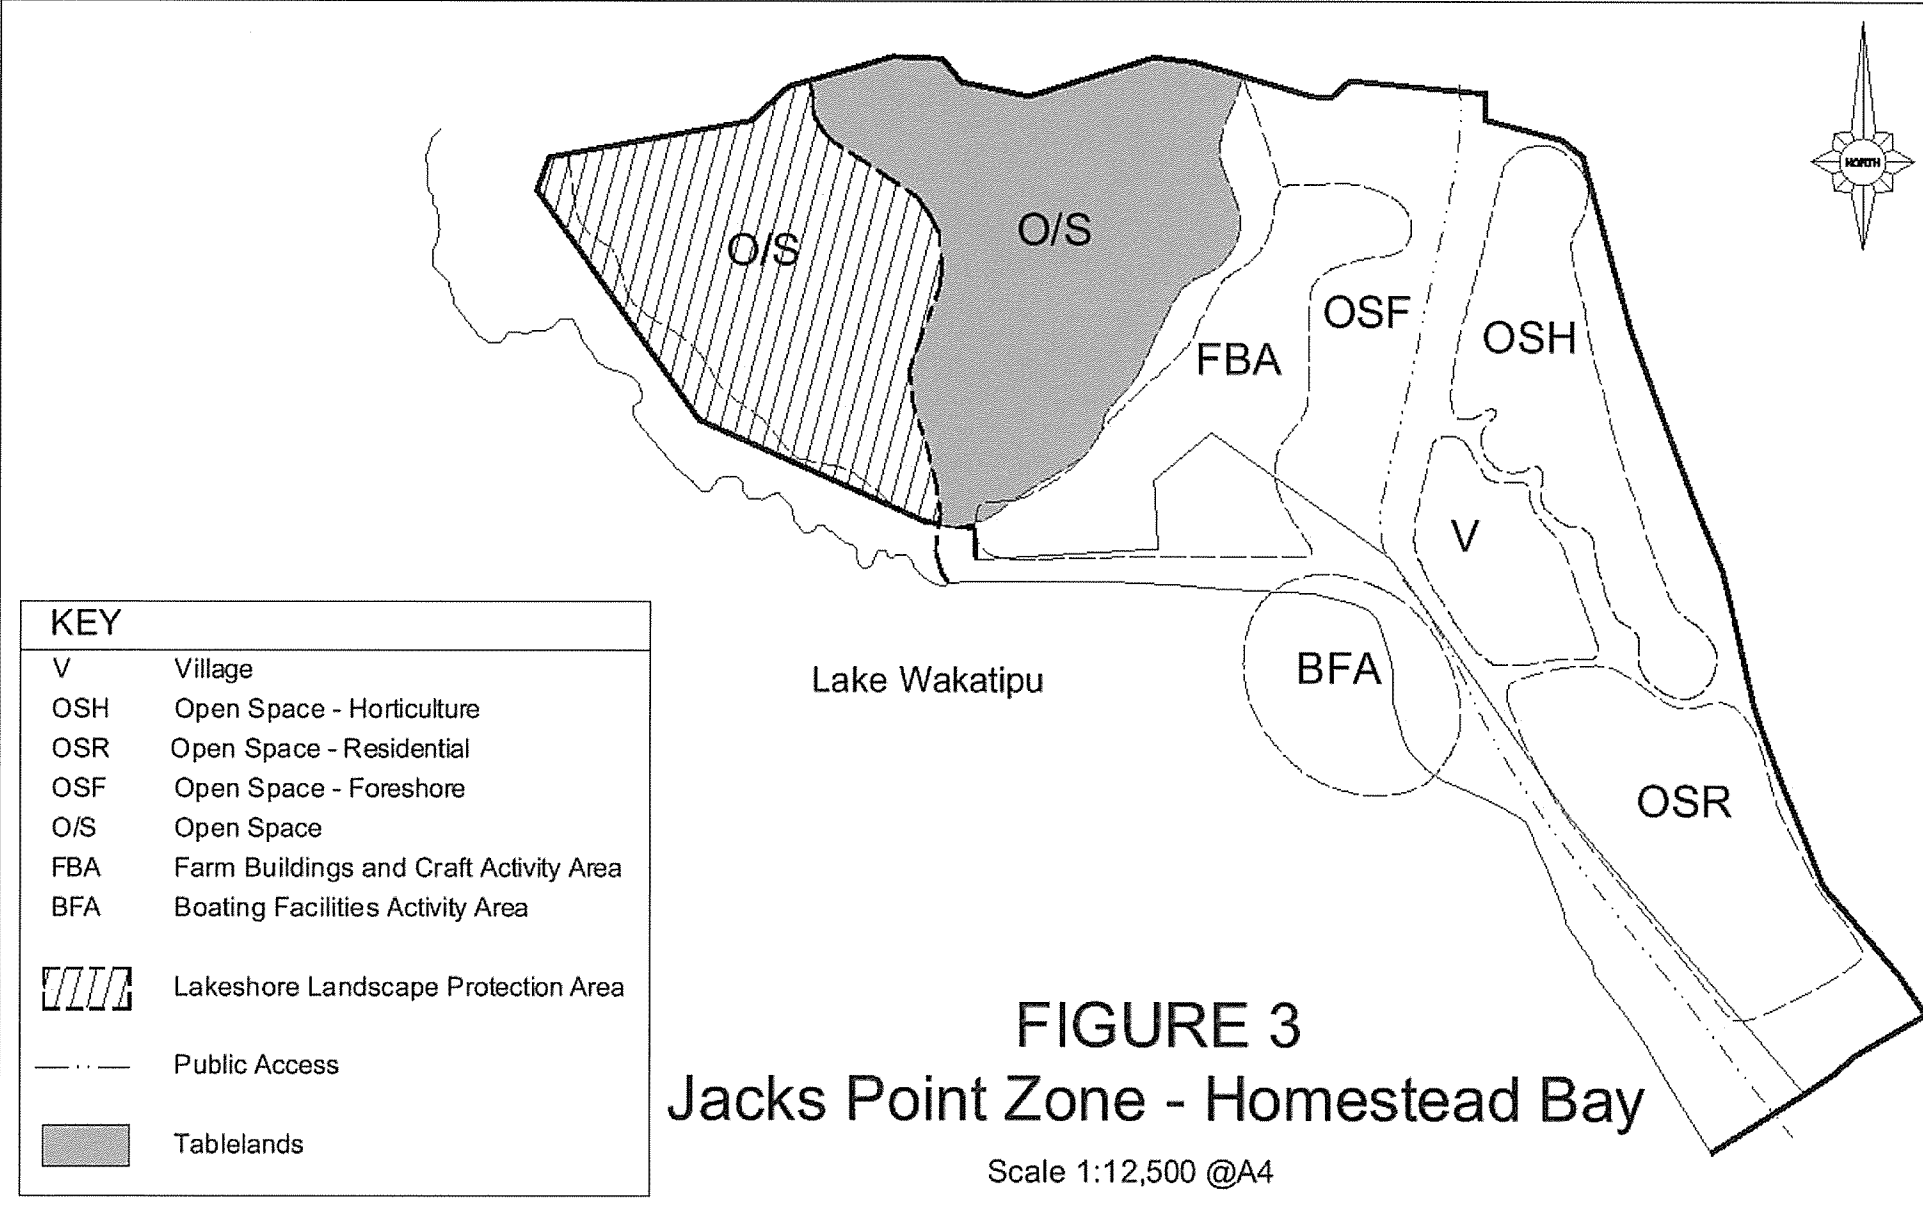 NORTH
O/S
O/S
OSF
OSH
FBA
V
BFA
Lake Wakatipu
OSR
KEY
V Village
OSH Open Space - Horticulture
OSR Open Space - Residential
OSF Open Space - Foreshore
O/S Open Space
FBA Farm Buildings and Craft Activity Area
BFA Boating Facilities Activity Area
Lakeshore Landscape Protection Area
Public Access
Tablelands
FIGURE 3
Jacks Point Zone - Homestead Bay
Scale 1:12,500 @A4